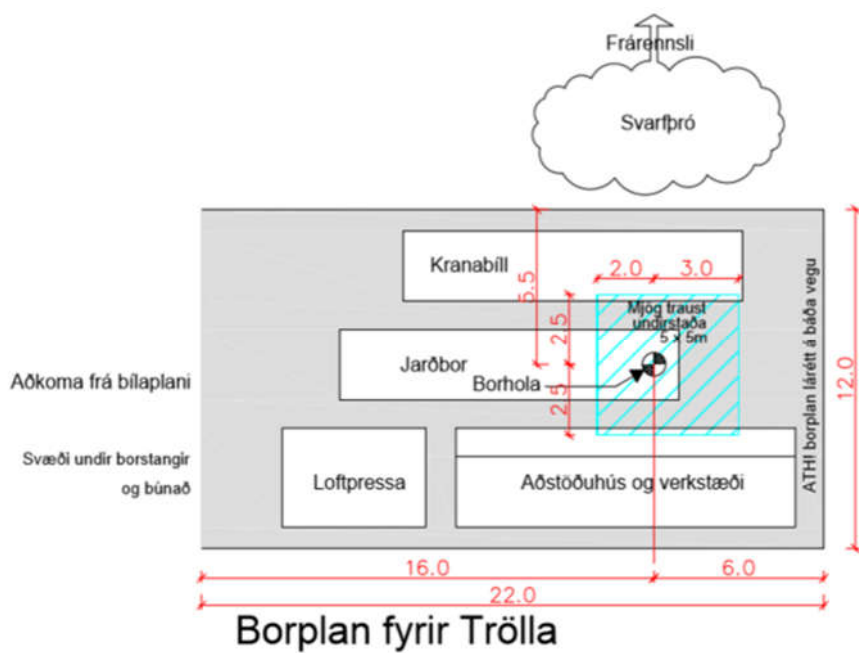 Frárennsli
Svarfþró
Kranabíll
5.5
2.0
3.0
Mjög traust
undirstaða
5 x 5m
2.5
Jarðbor
Borhola
2.5
ATH! borplan lárétt á báða vegu
12.0
Aðkoma frá bílaplani
Svæði undir borstangir
og búnað
Loftpressa
Aðstöðuhús og verkstæði
16.0
6.0
22.0
Borplan fyrir Trölla